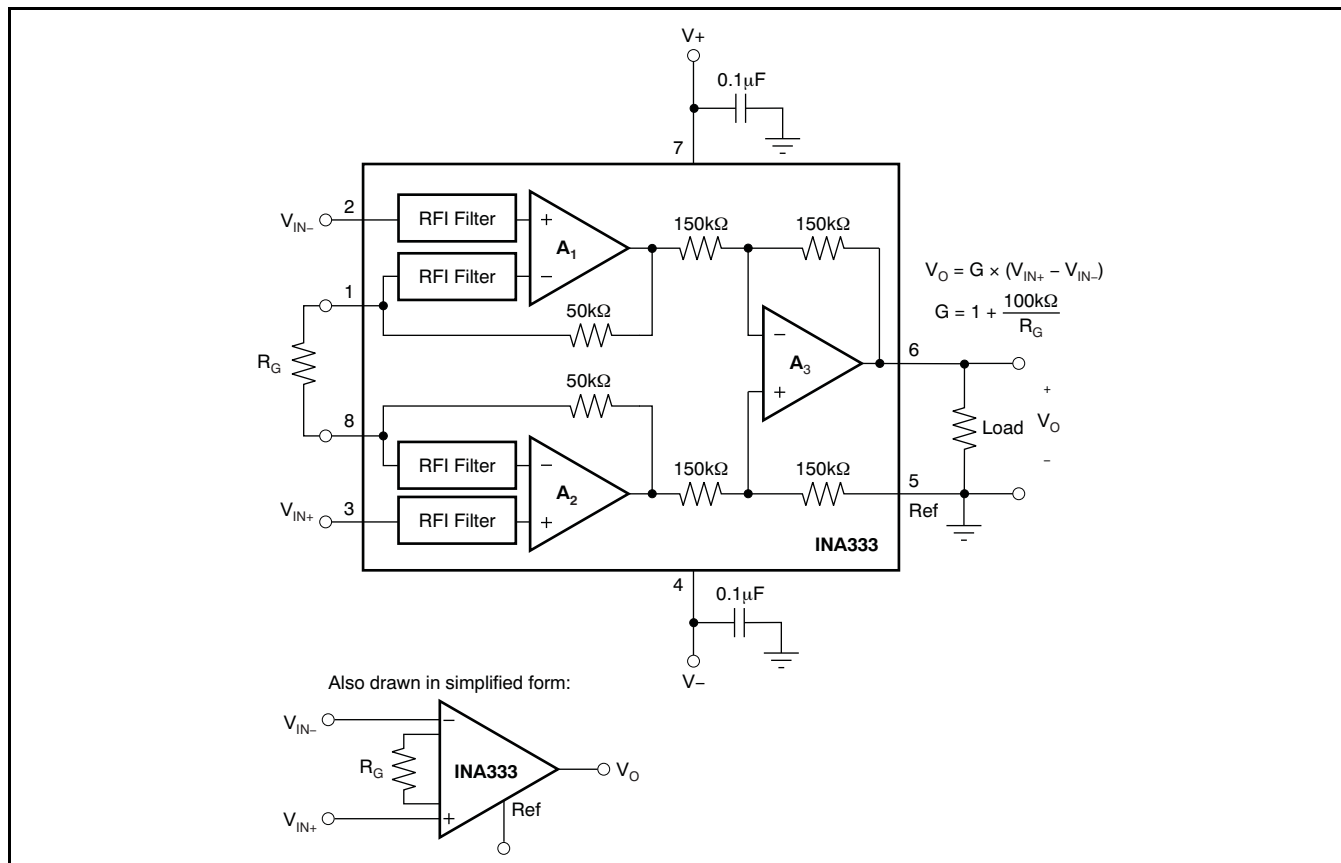 V+
0.1μF
7
V_IN− 2 RFI Filter + A₁
RFI Filter −
150kΩ 150kΩ
V_O = G × (V_IN+ − V_IN−)
G = 1 + 100kΩ / R_G
1
50kΩ
R_G
− A₃ +
6
50kΩ
+
Load V_O
−
8
RFI Filter − A₂
V_IN+ 3 RFI Filter +
150kΩ 150kΩ
5
Ref
INA333
4
0.1μF
V−
Also drawn in simplified form:
V_IN− −
R_G INA333 V_O
Ref
V_IN+ +